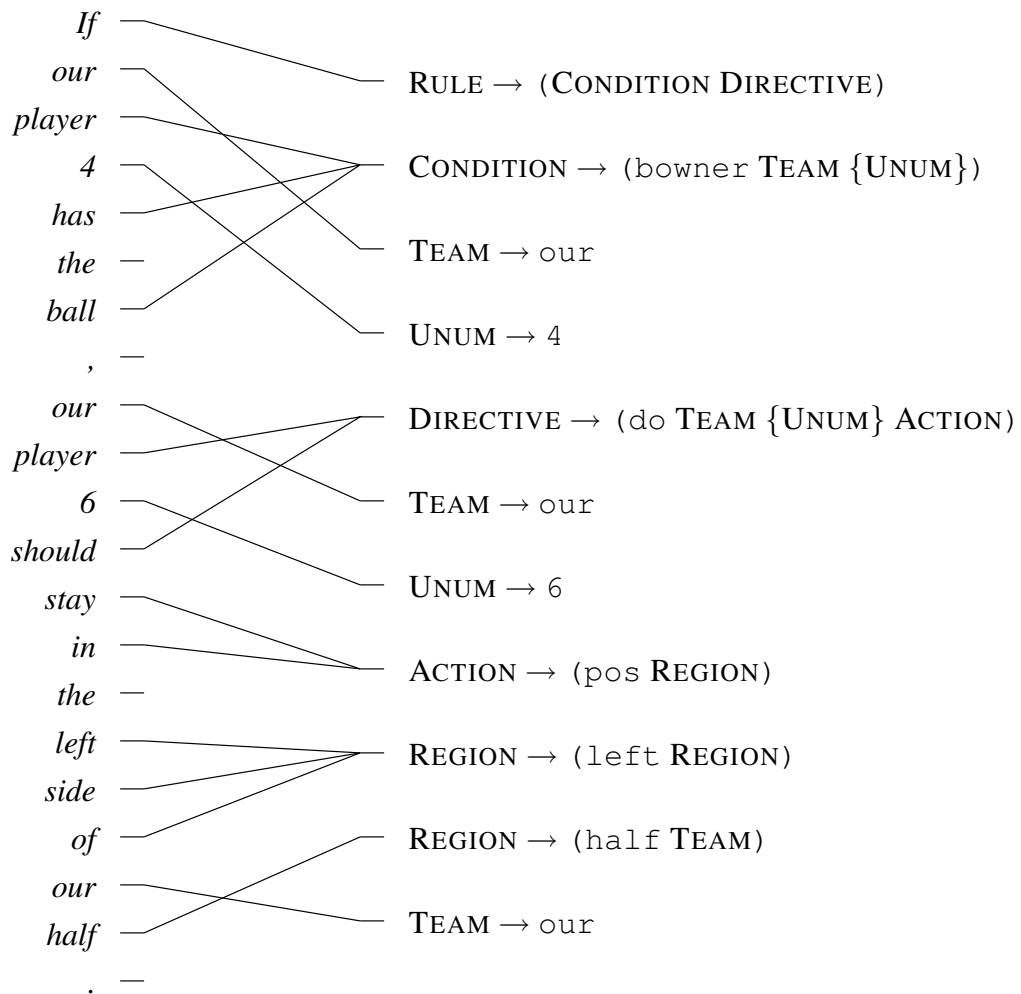 If
our
player
4
has
the
ball
,
our
player
6
should
stay
in
the
left
side
of
our
half
.
RULE → (CONDITION DIRECTIVE)
CONDITION → (bowner TEAM {UNUM})
TEAM → our
UNUM → 4
DIRECTIVE → (do TEAM {UNUM} ACTION)
TEAM → our
UNUM → 6
ACTION → (pos REGION)
REGION → (left REGION)
REGION → (half TEAM)
TEAM → our